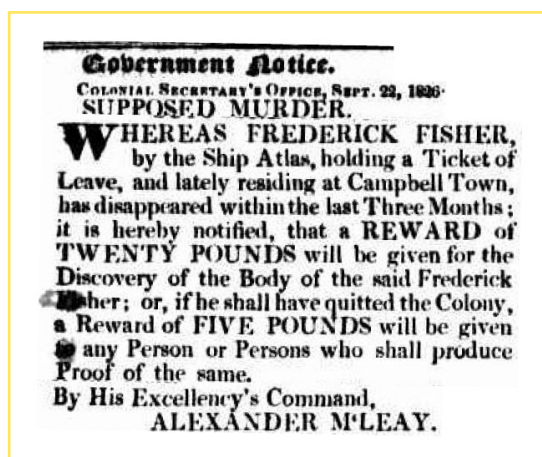 Government Notice.
COLONIAL SECRETARY'S OFFICE, SEPT. 22, 1826.
SUPPOSED MURDER.
WHEREAS FREDERICK FISHER,
by the Ship Atlas, holding a Ticket of
Leave, and lately residing at Campbell Town,
has disappeared within the last Three Months;
it is hereby notified, that a REWARD of
TWENTY POUNDS will be given for the
Discovery of the Body of the said Frederick
Fisher; or, if he shall have quitted the Colony,
a Reward of FIVE POUNDS will be given
to any Person or Persons who shall produce
Proof of the same.
By His Excellency's Command,
ALEXANDER M'LEAY.